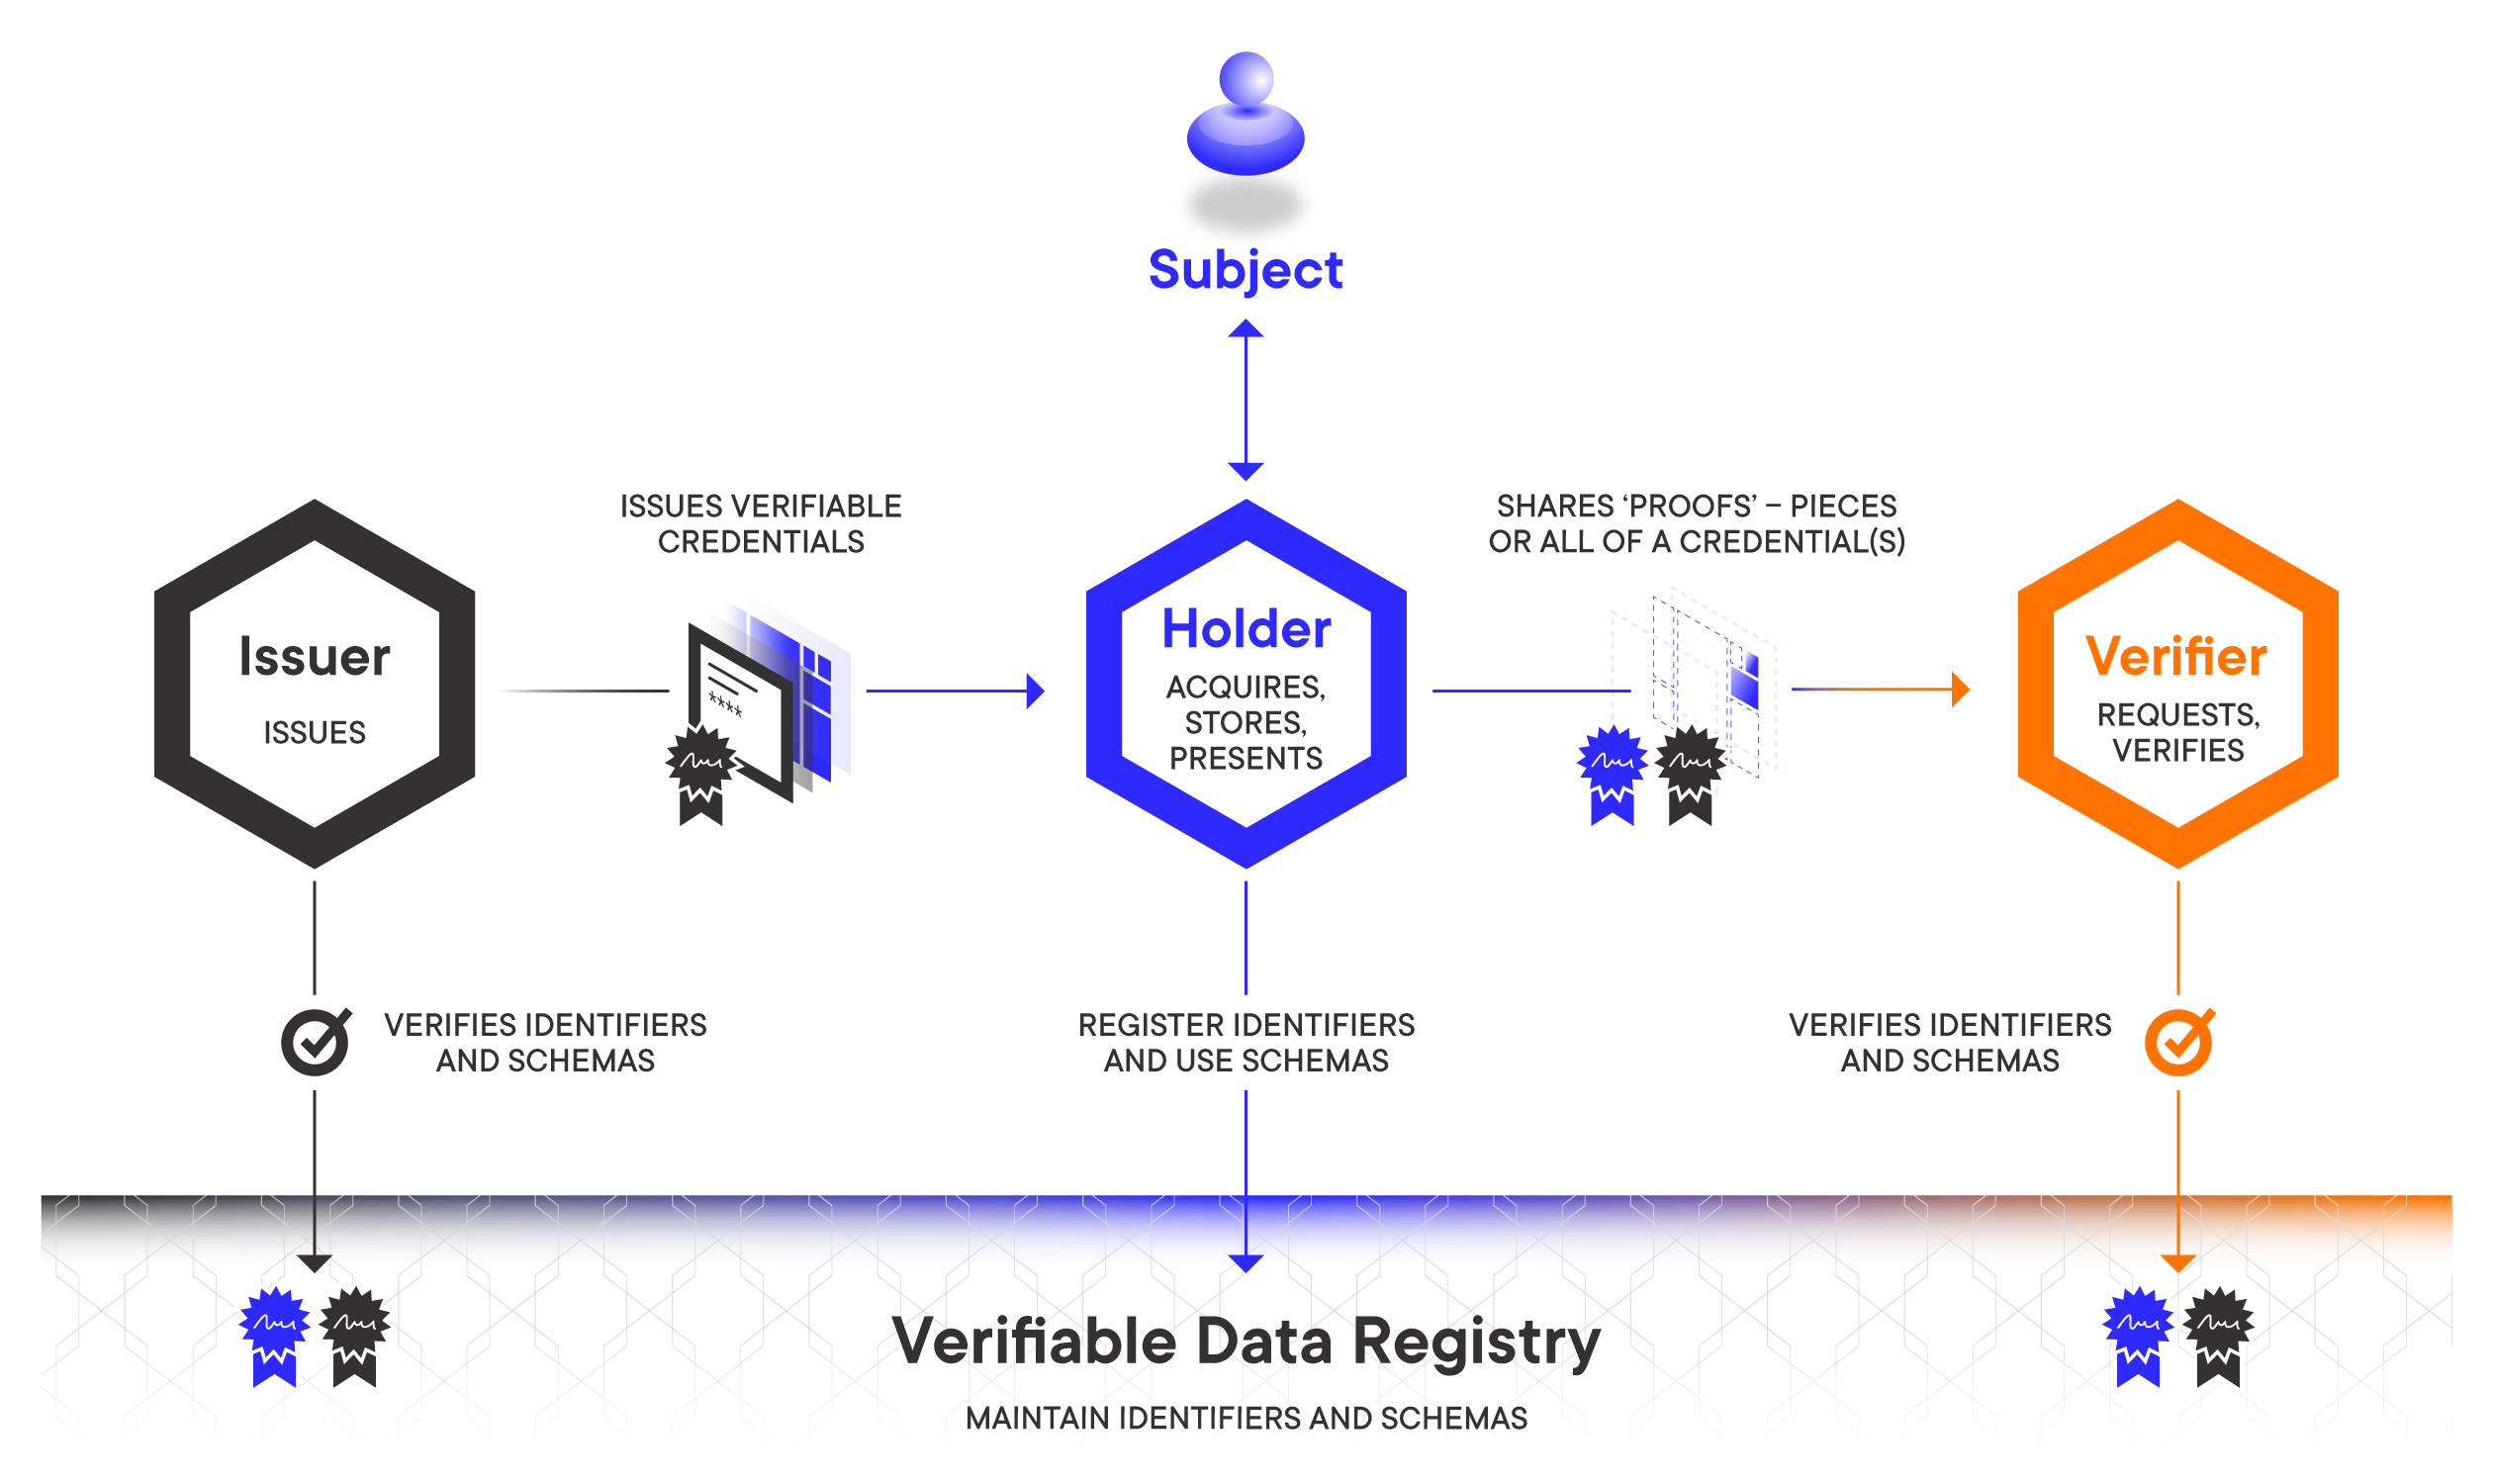 Subject
ISSUES VERIFIABLE
CREDENTIALS
SHARES ‘PROOFS’ – PIECES
OR ALL OF A CREDENTIAL(S)
Issuer
ISSUES
****
Holder
ACQUIRES,
STORES,
PRESENTS
Verifier
REQUESTS,
VERIFIES
VERIFIES IDENTIFIERS
AND SCHEMAS
REGISTER IDENTIFIERS
AND USE SCHEMAS
VERIFIES IDENTIFIERS
AND SCHEMAS
Verifiable Data Registry
MAINTAIN IDENTIFIERS AND SCHEMAS